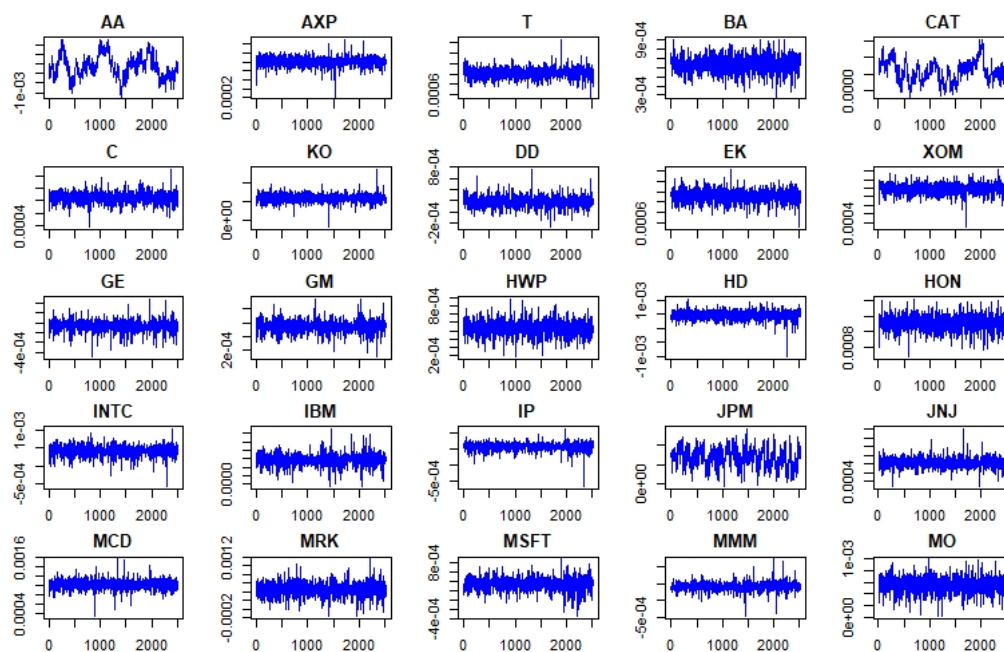 AA AXP T BA CAT
-1e-03 0.0002 0.0006 3e-04 9e-04 0.0000
0 1000 2000 0 1000 2000 0 1000 2000 0 1000 2000 0 1000 2000
C KO DD EK XOM
0.0004 0e+00 -2e-04 8e-04 0.0006 0.0004
0 1000 2000 0 1000 2000 0 1000 2000 0 1000 2000 0 1000 2000
GE GM HWP HD HON
-4e-04 2e-04 2e-04 8e-04 -1e-03 1e-03 0.0008
0 1000 2000 0 1000 2000 0 1000 2000 0 1000 2000 0 1000 2000
INTC IBM IP JPM JNJ
-5e-04 1e-03 0.0000 -5e-04 0e+00 0.0004
0 1000 2000 0 1000 2000 0 1000 2000 0 1000 2000 0 1000 2000
MCD MRK MSFT MMM MO
0.0004 0.0016 -0.0002 0.0012 -4e-04 8e-04 -5e-04 0e+00 1e-03
0 1000 2000 0 1000 2000 0 1000 2000 0 1000 2000 0 1000 2000